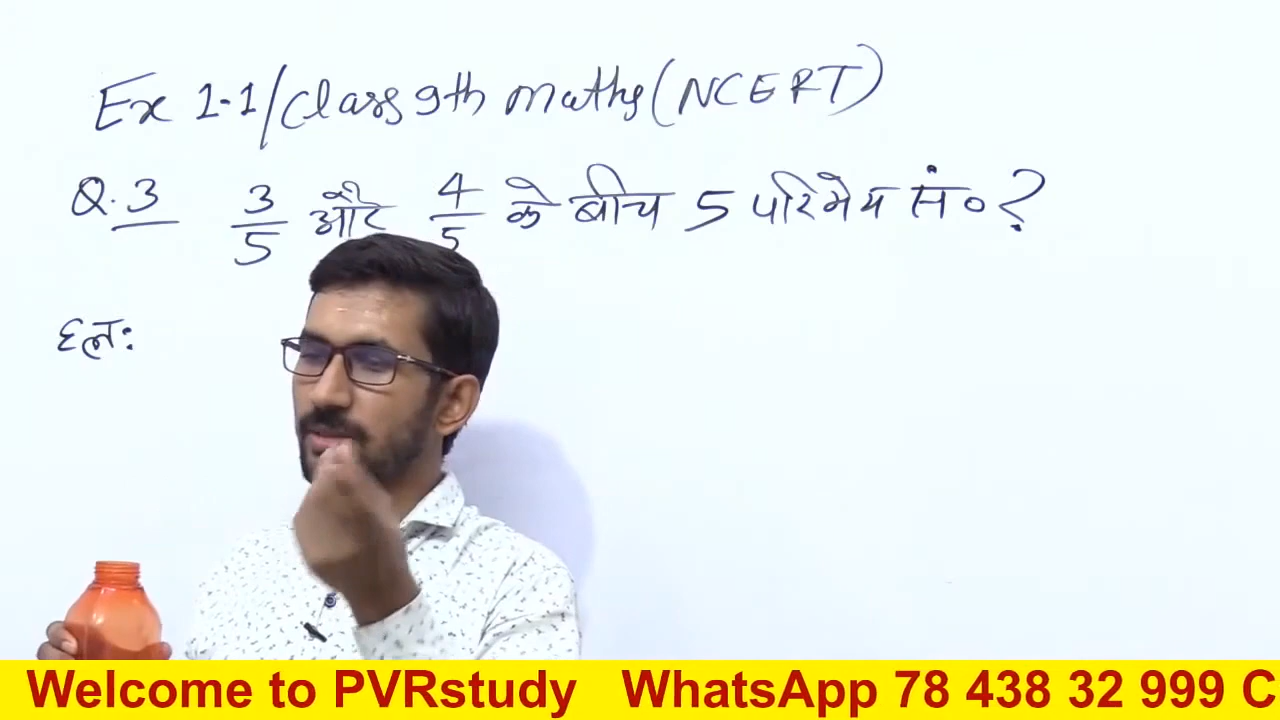 Ex 1.1/Class 9th maths (NCERT)
Q.3 3/5 और 4/5 के बीच 5 परिमेय सं० ?
हल:
Welcome to PVRstudy WhatsApp 78 438 32 999 C